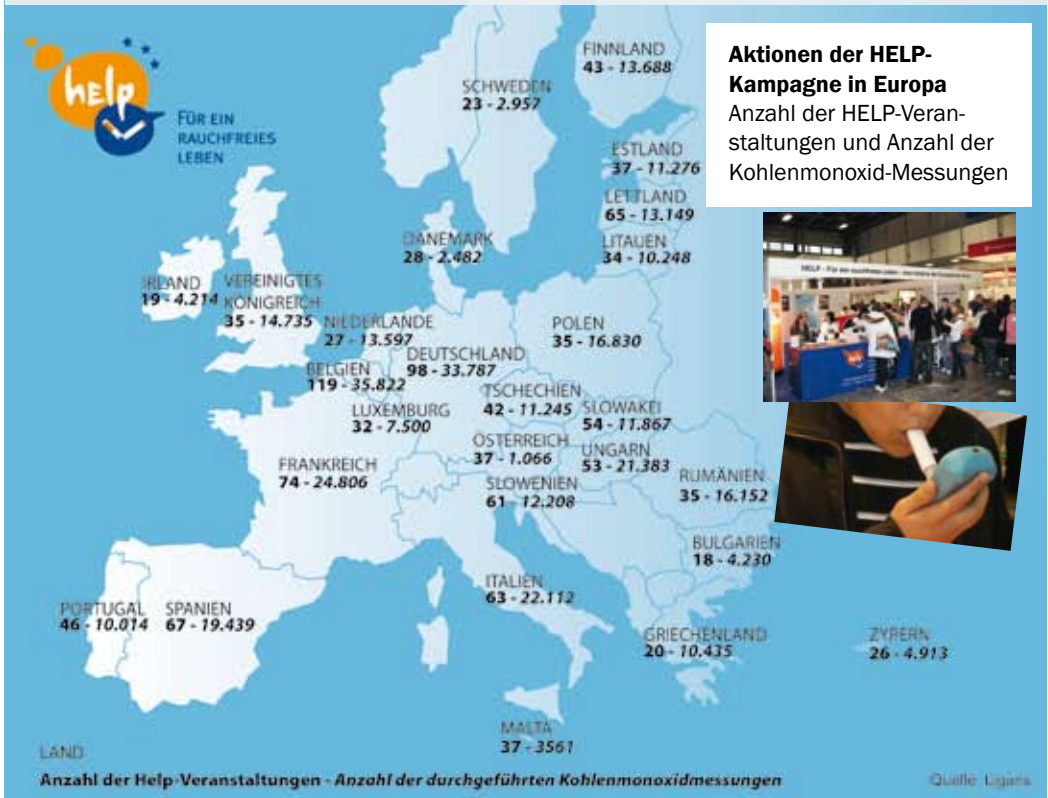 help
FÜR EIN
RAUCHFREIES
LEBEN
Aktionen der HELP-
Kampagne in Europa
Anzahl der HELP-Veran-
staltungen und Anzahl der
Kohlenmonoxid-Messungen
FINNLAND
43 - 13.688
SCHWEDEN
23 - 2.957
ESTLAND
37 - 11.276
LETTLAND
65 - 13.149
DÄNEMARK
28 - 2.482
LITAUEN
34 - 10.248
IRLAND
19 - 4.214
VEREINIGTES
KÖNIGREICH
35 - 14.735
NIEDERLANDE
27 - 13.597
POLEN
35 - 16.830
DEUTSCHLAND
98 - 33.787
BELGIEN
119 - 35.822
TSCHECHIEN
42 - 11.245
SLOWAKEI
54 - 11.867
LUXEMBURG
32 - 7.500
ÖSTERREICH
37 - 1.066
UNGARN
53 - 21.383
FRANKREICH
74 - 24.806
SLOWENIEN
61 - 12.208
RUMÄNIEN
35 - 16.152
BULGARIEN
18 - 4.230
ITALIEN
63 - 22.112
PORTUGAL
46 - 10.014
SPANIEN
67 - 19.439
GRIECHENLAND
20 - 10.435
ZYPERN
26 - 4.913
MALTA
37 - 3561
LAND
Anzahl der Help-Veranstaltungen - Anzahl der durchgeführten Kohlenmonoxidmessungen
Quelle: Ligaris
HELP - Für ein rauchfreies Leben